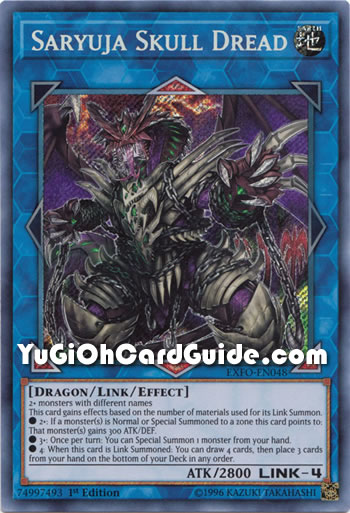 SARYUJA SKULL DREAD
EARTH
地
YuGiOhCardGuide.com
EXFO-EN048
[DRAGON/LINK/EFFECT]
2+ monsters with different names
This card gains effects based on the number of materials used for its Link Summon.
● 2+: If a monster(s) is Normal or Special Summoned to a zone this card points to:
That monster(s) gains 300 ATK/DEF.
● 3+: Once per turn: You can Special Summon 1 monster from your hand.
● 4: When this card is Link Summoned: You can draw 4 cards, then place 3 cards
from your hand on the bottom of your Deck in any order.
ATK/2800 LINK-4
74997493 1st Edition ©1996 KAZUKI TAKAHASHI